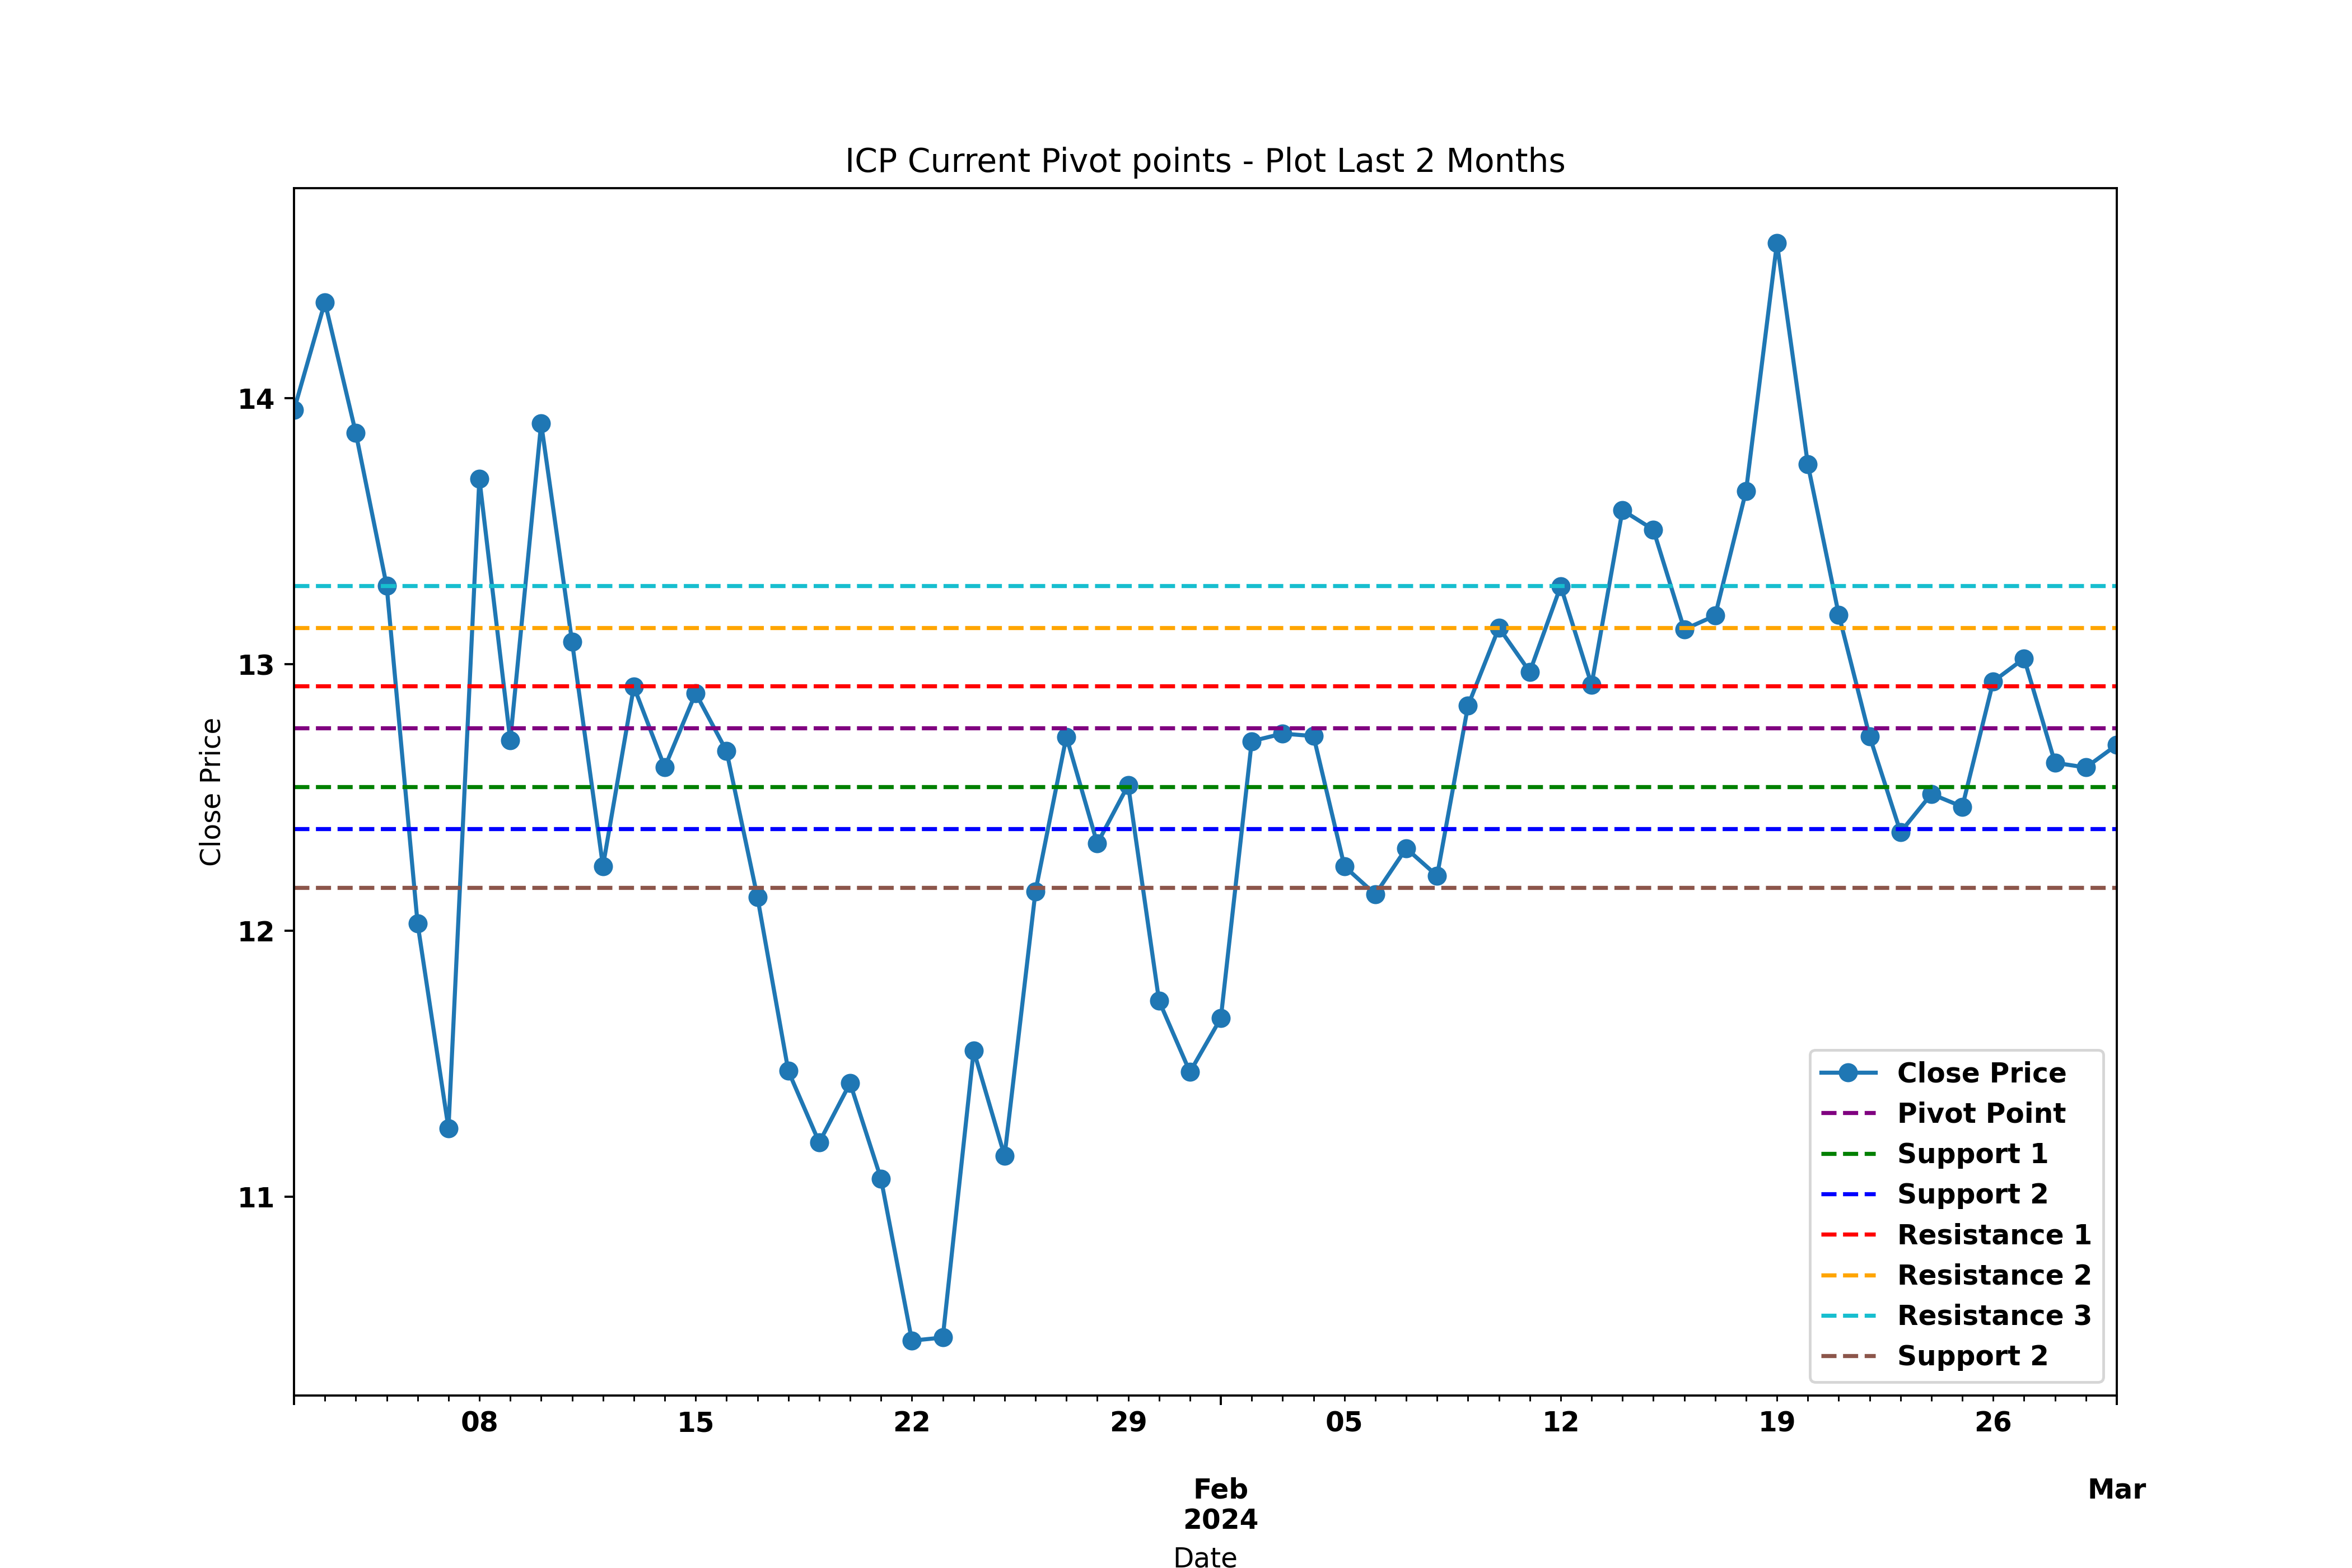 ICP Current Pivot points - Plot Last 2 Months
Close Price
14
13
12
11
Close Price
Pivot Point
Support 1
Support 2
Resistance 1
Resistance 2
Resistance 3
Support 2
08 15 22 29 05 12 19 26
Feb Mar
2024
Date